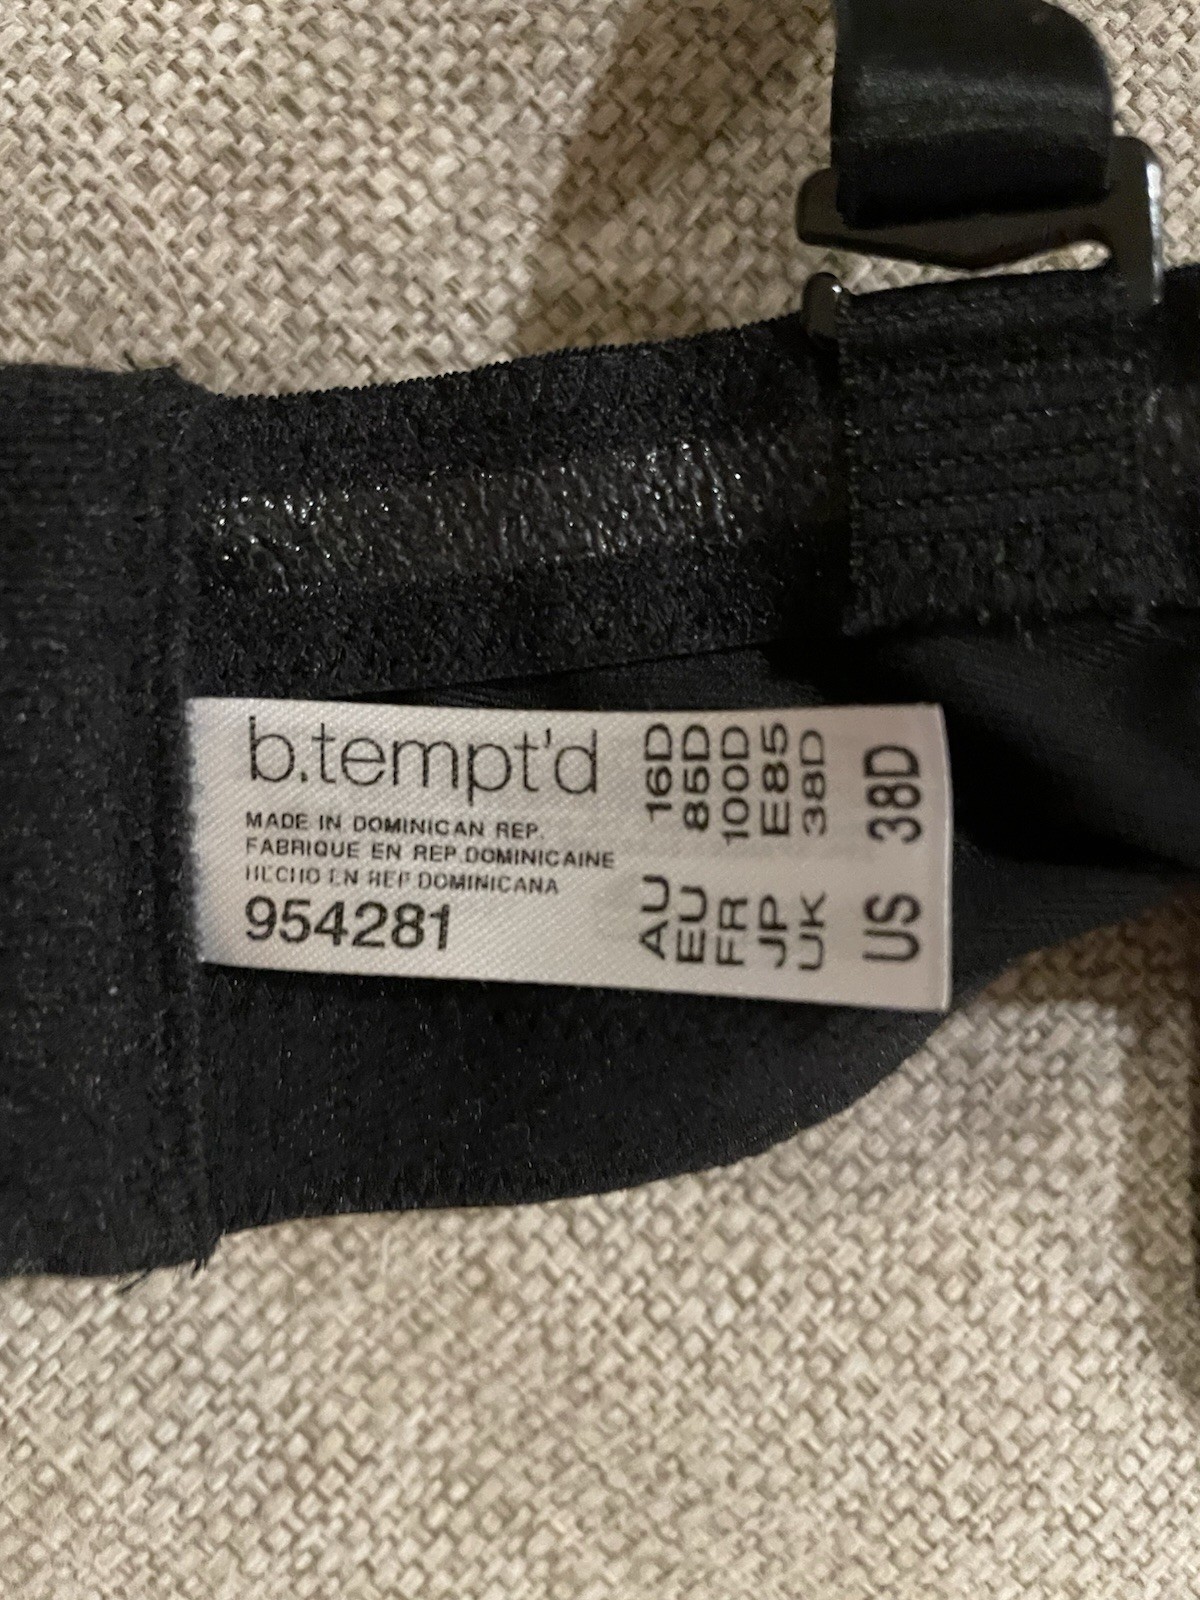 b.tempt'd
MADE IN DOMINICAN REP.
FABRIQUE EN REP.DOMINICAINE
HECHO EN REP DOMINICANA
954281
AU 16D
EU 85D
FR 100D
JP E85
UK 38D
US 38D